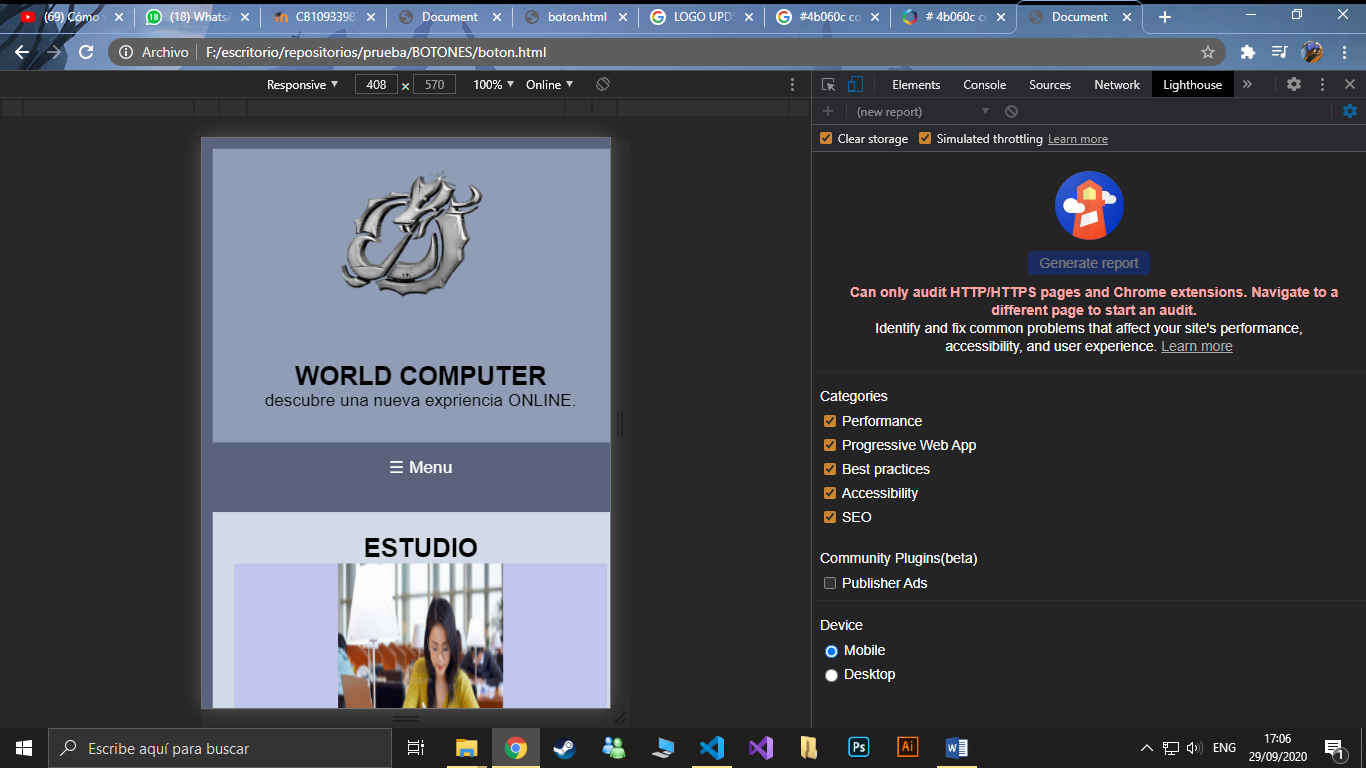 (69) Cómo
18 (18) WhatsA
CB1093398
Document
boton.html
LOGO UPDS
#4b060c co
# 4b060c co
Document
Archivo F:/escritorio/repositorios/prueba/BOTONES/boton.html
Responsive 408 × 570 100% Online
Elements Console Sources Network Lighthouse »
(new report)
Clear storage Simulated throttling Learn more
Generate report
Can only audit HTTP/HTTPS pages and Chrome extensions. Navigate to a
different page to start an audit.
Identify and fix common problems that affect your site's performance,
accessibility, and user experience. Learn more
Categories
Performance
Progressive Web App
Best practices
Accessibility
SEO
Community Plugins(beta)
Publisher Ads
Device
Mobile
Desktop
WORLD COMPUTER
descubre una nueva expriencia ONLINE.
☰ Menu
ESTUDIO
Escribe aquí para buscar
Ps
Ai
W
ENG
17:06
29/09/2020
1